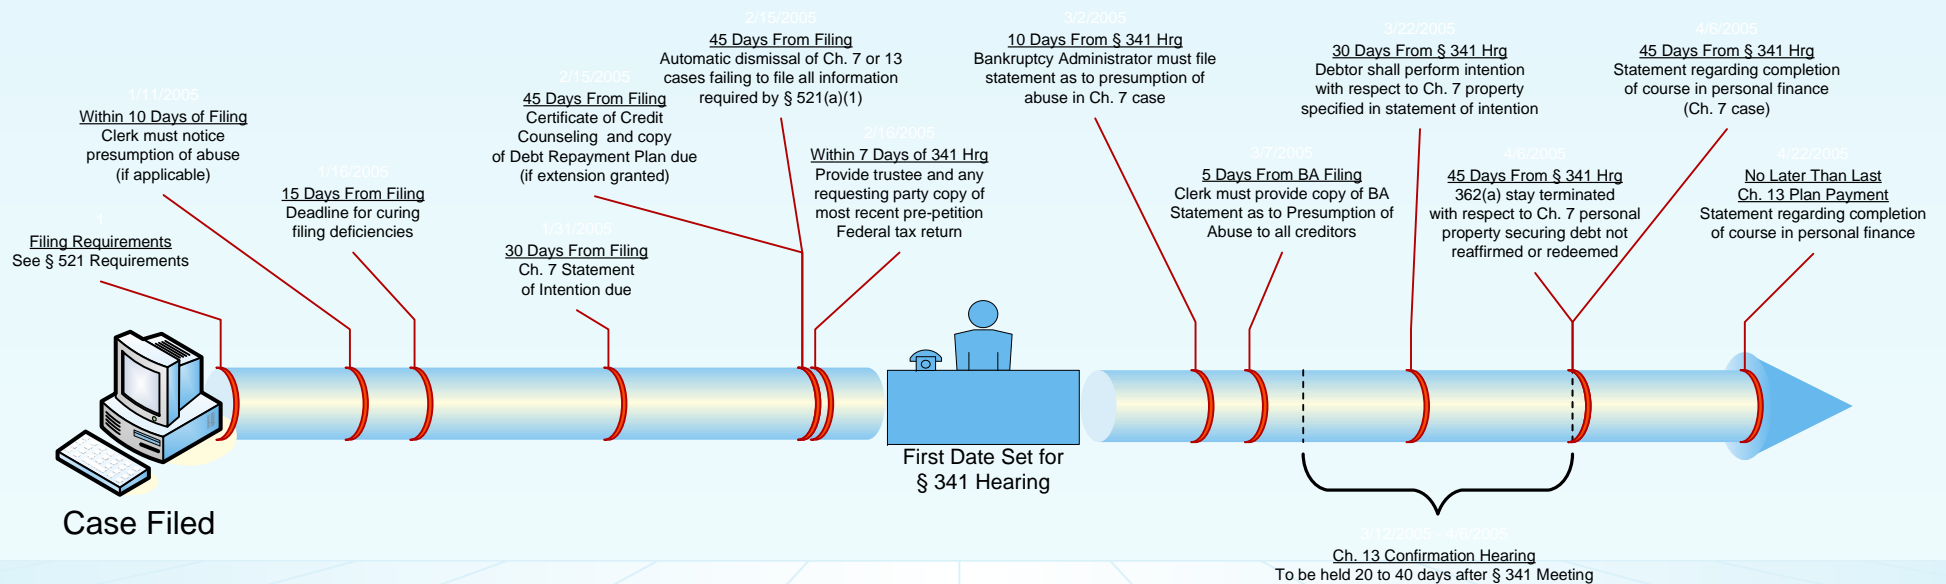 1
Filing Requirements
See § 521 Requirements
1/11/2005
Within 10 Days of Filing
Clerk must notice
presumption of abuse
(if applicable)
1/16/2005
15 Days From Filing
Deadline for curing
filing deficiencies
1/31/2005
30 Days From Filing
Ch. 7 Statement
of Intention due
2/15/2005
45 Days From Filing
Certificate of Credit
Counseling and copy
of Debt Repayment Plan due
(if extension granted)
2/15/2005
45 Days From Filing
Automatic dismissal of Ch. 7 or 13
cases failing to file all information
required by § 521(a)(1)
2/16/2005
Within 7 Days of 341 Hrg
Provide trustee and any
requesting party copy of
most recent pre-petition
Federal tax return
3/2/2005
10 Days From § 341 Hrg
Bankruptcy Administrator must file
statement as to presumption of
abuse in Ch. 7 case
3/7/2005
5 Days From BA Filing
Clerk must provide copy of BA
Statement as to Presumption of
Abuse to all creditors
3/22/2005
30 Days From § 341 Hrg
Debtor shall perform intention
with respect to Ch. 7 property
specified in statement of intention
4/6/2005
45 Days From § 341 Hrg
362(a) stay terminated
with respect to Ch. 7 personal
property securing debt not
reaffirmed or redeemed
4/6/2005
45 Days From § 341 Hrg
Statement regarding completion
of course in personal finance
(Ch. 7 case)
4/22/2005
No Later Than Last
Ch. 13 Plan Payment
Statement regarding completion
of course in personal finance
Case Filed
First Date Set for
§ 341 Hearing
3/12/2005 - 4/6/2005
Ch. 13 Confirmation Hearing
To be held 20 to 40 days after § 341 Meeting